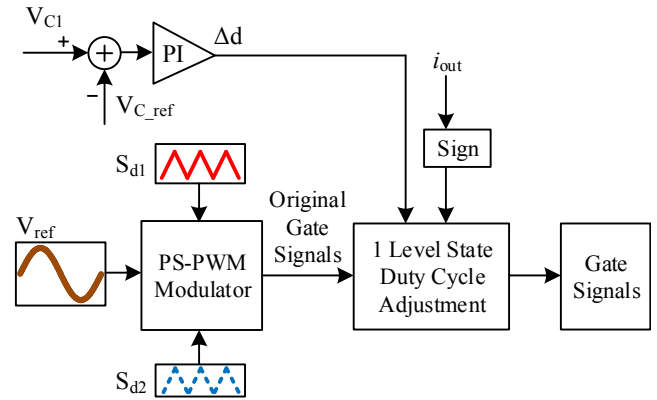 V_C1
+
+
−
V_C_ref
PI
Δd
i_out
Sign
S_d1
V_ref
PS-PWM
Modulator
Original
Gate
Signals
1 Level State
Duty Cycle
Adjustment
Gate
Signals
S_d2